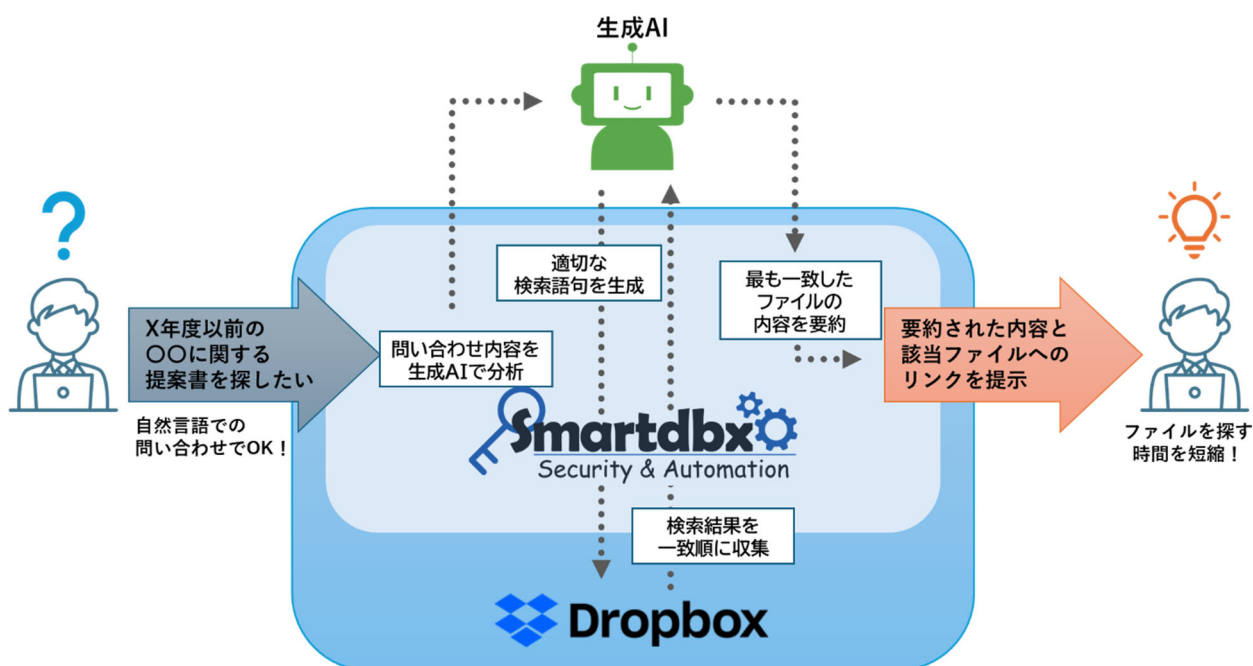 生成AI
?
X年度以前の
〇〇に関する
提案書を探したい
自然言語での
問い合わせでOK！
問い合わせ内容を
生成AIで分析
適切な
検索語句を生成
最も一致した
ファイルの
内容を要約
Smartdbx
Security & Automation
検索結果を
一致順に収集
Dropbox
要約された内容と
該当ファイルへの
リンクを提示
ファイルを探す
時間を短縮！